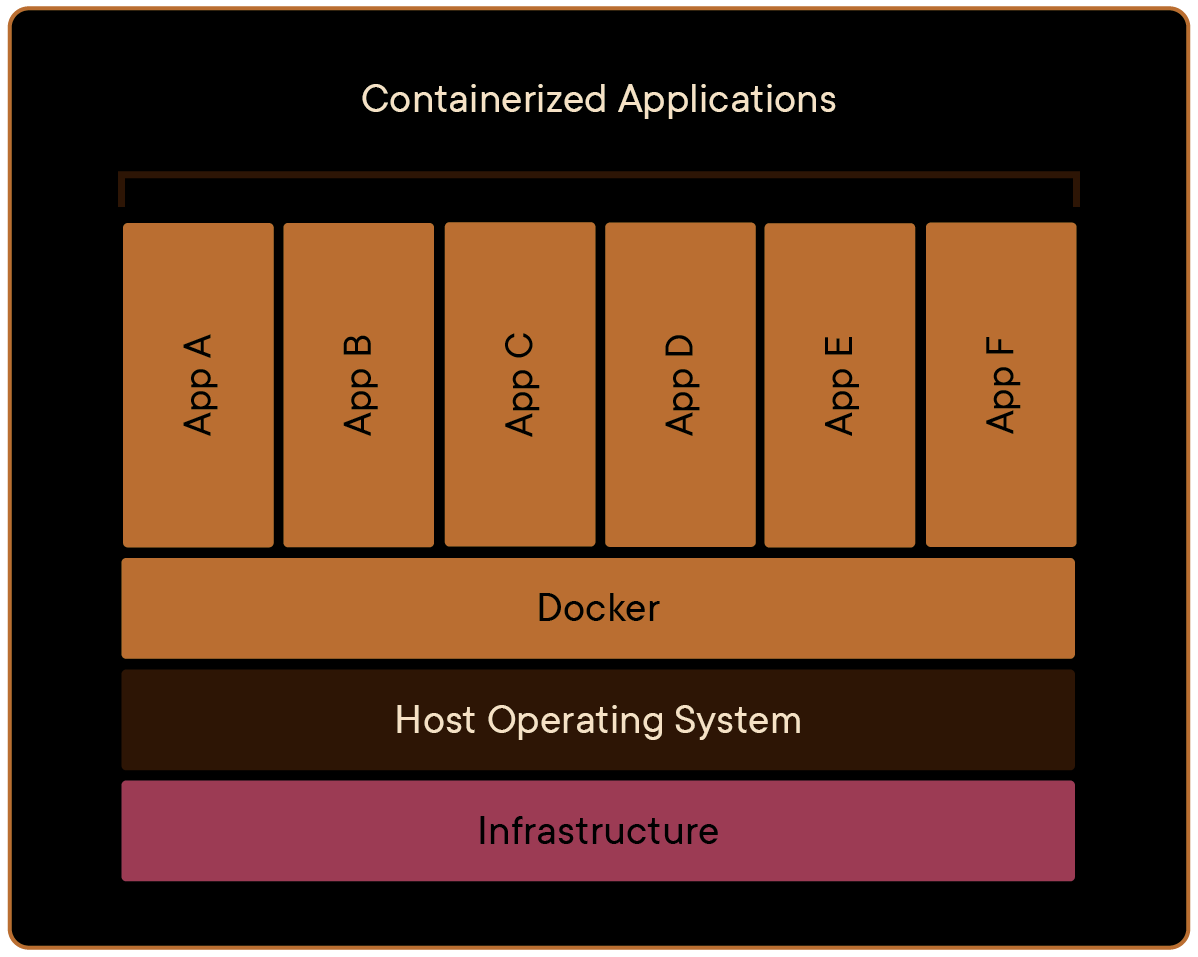 Containerized Applications
App A
App B
App C
App D
App E
App F
Docker
Host Operating System
Infrastructure